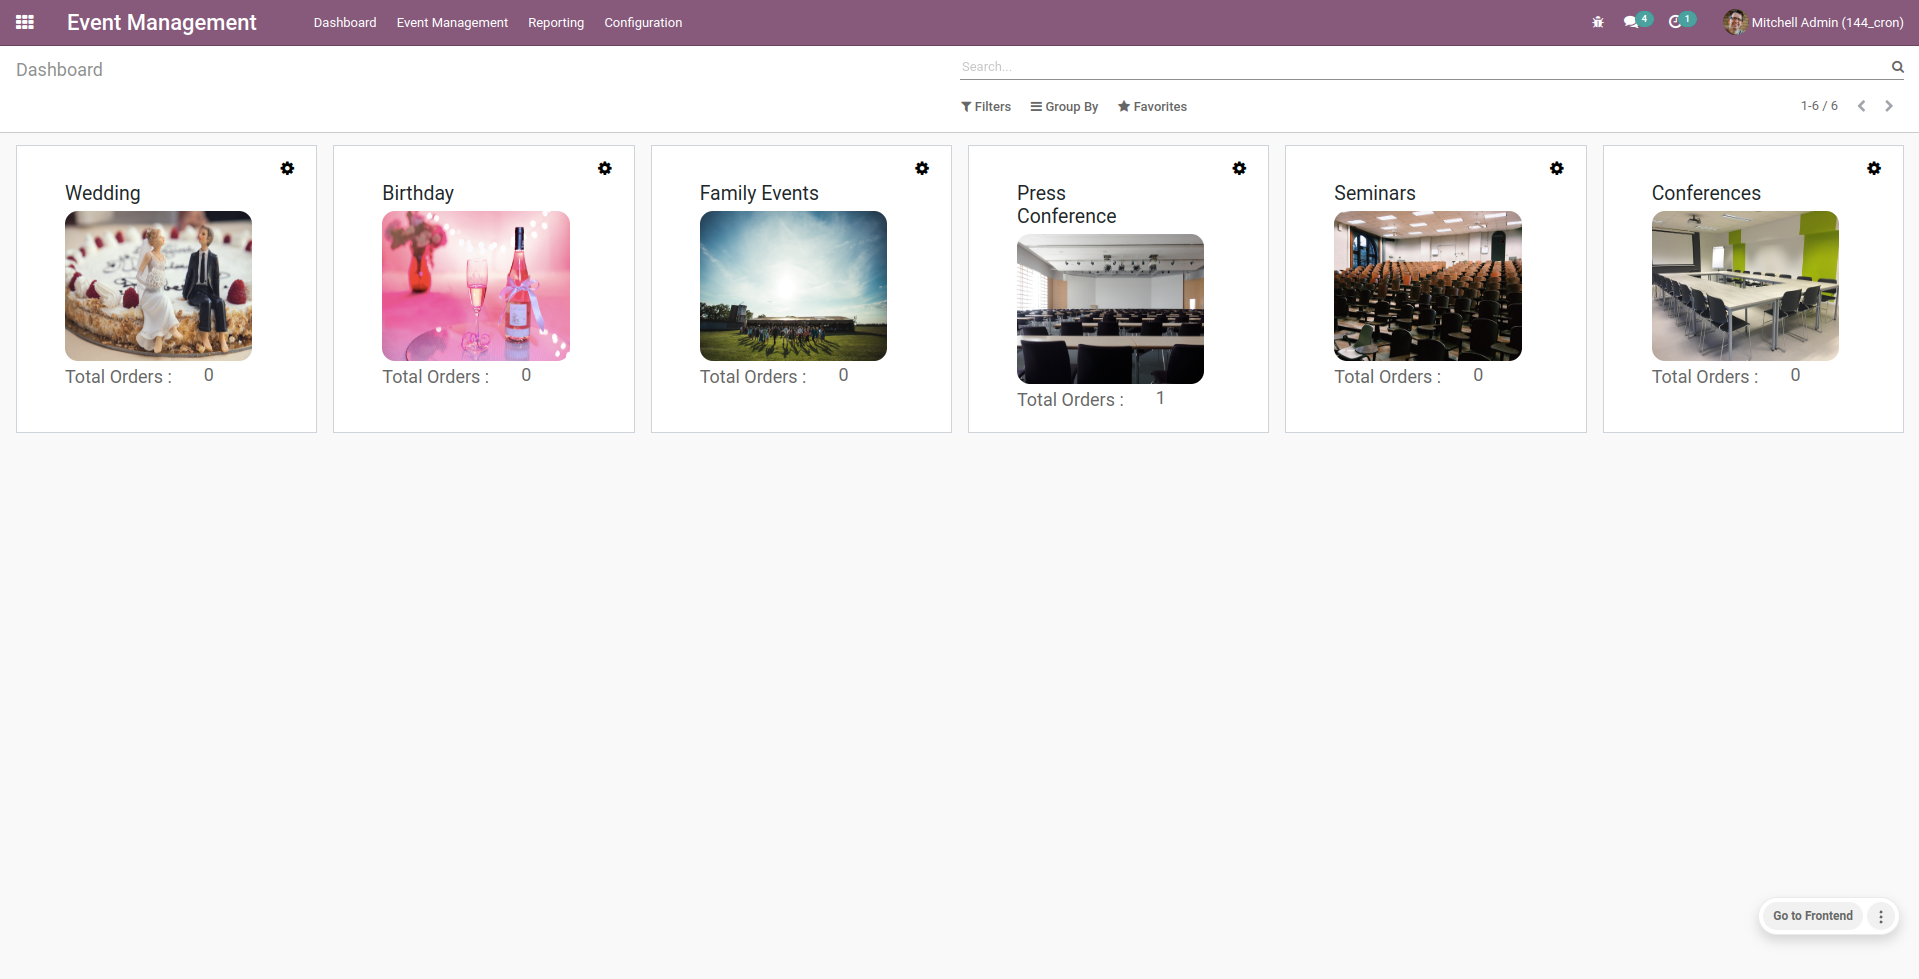 Event Management
Dashboard Event Management Reporting Configuration
4 1 Mitchell Admin (144_cron)
Dashboard
Search...
Filters Group By Favorites
1-6 / 6
Wedding
Total Orders : 0
Birthday
Total Orders : 0
Family Events
Total Orders : 0
Press
Conference
Total Orders : 1
Seminars
Total Orders : 0
Conferences
Total Orders : 0
Go to Frontend